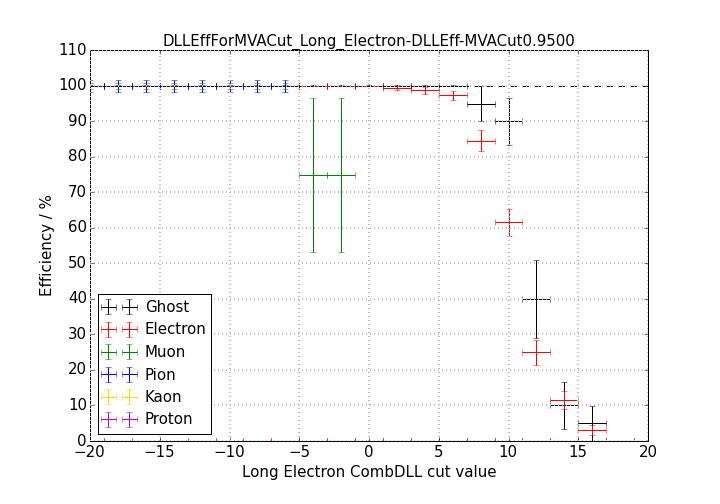 DLLEffForMVACut_Long_Electron-DLLEff-MVACut0.9500
110
100
90
80
70
60
50
40
30
20
10
0
Efficiency / %
Ghost
Electron
Muon
Pion
Kaon
Proton
−20 −15 −10 −5 0 5 10 15 20
Long Electron CombDLL cut value